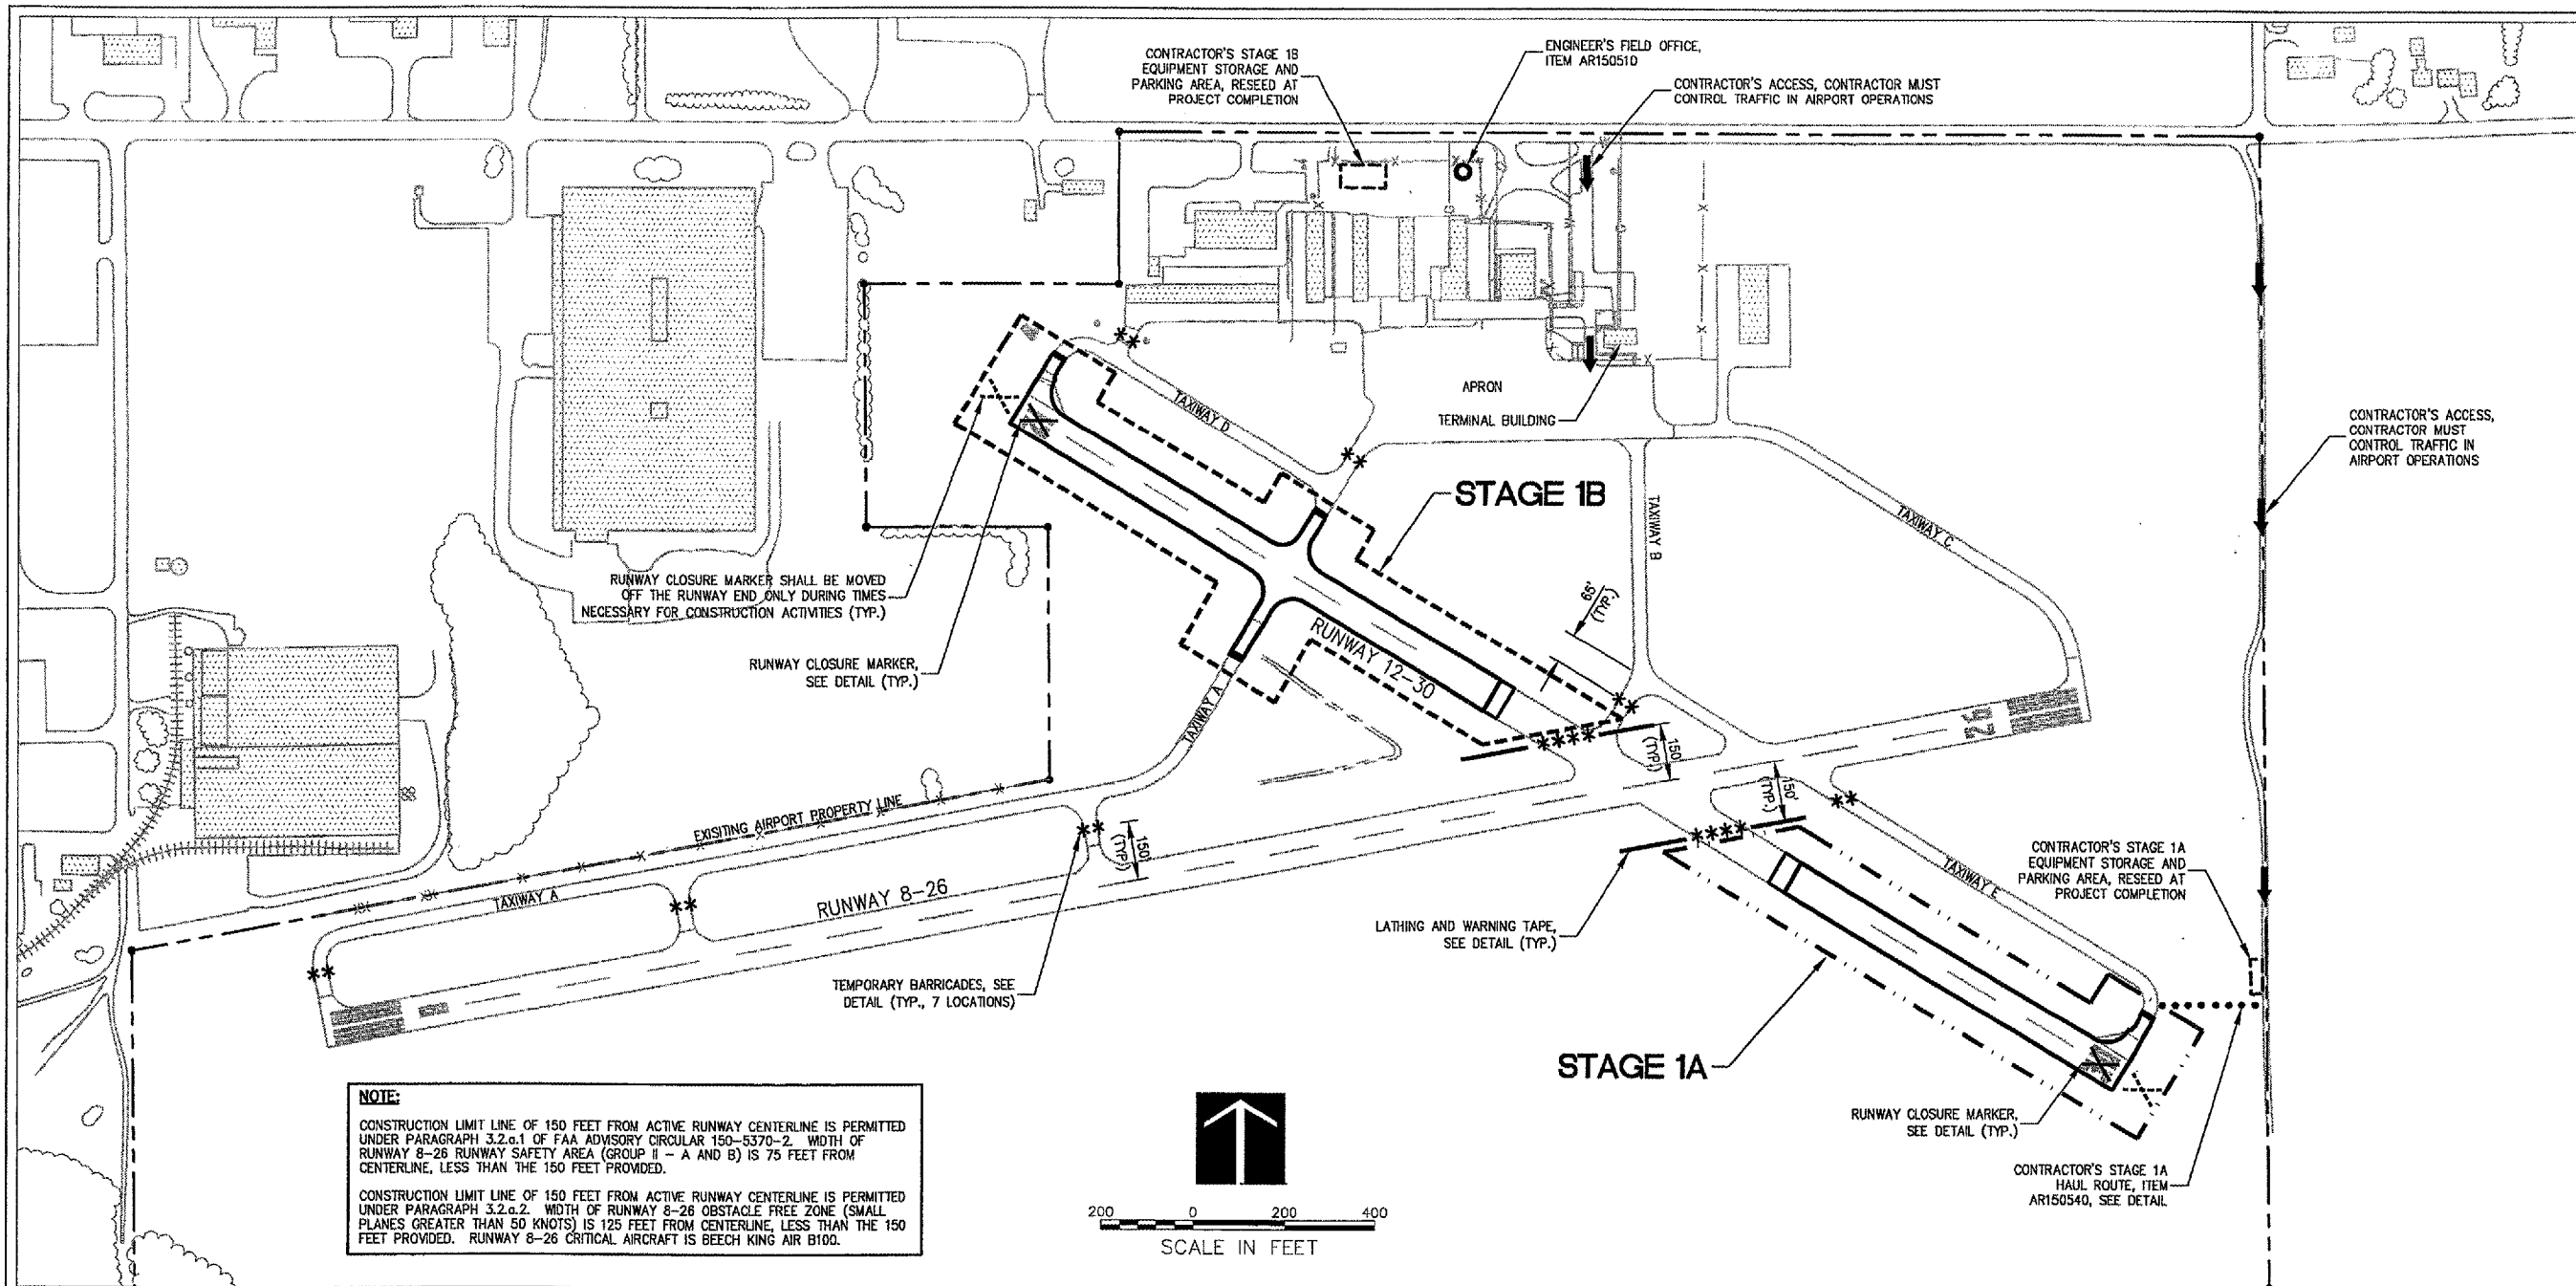 CONTRACTOR'S STAGE 1B
EQUIPMENT STORAGE AND
PARKING AREA, RESEED AT
PROJECT COMPLETION
ENGINEER'S FIELD OFFICE,
ITEM AR150510
CONTRACTOR'S ACCESS, CONTRACTOR MUST
CONTROL TRAFFIC IN AIRPORT OPERATIONS
APRON
TERMINAL BUILDING
CONTRACTOR'S ACCESS,
CONTRACTOR MUST
CONTROL TRAFFIC IN
AIRPORT OPERATIONS
TAXIWAY D
STAGE 1B
TAXIWAY B
TAXIWAY C
RUNWAY CLOSURE MARKER SHALL BE MOVED
OFF THE RUNWAY END ONLY DURING TIMES
NECESSARY FOR CONSTRUCTION ACTIVITIES (TYP.)
65'
(TYP.)
RUNWAY CLOSURE MARKER,
SEE DETAIL (TYP.)
RUNWAY 12-30
TAXIWAY A
26
150'
(TYP.)
150'
(TYP.)
EXISITING AIRPORT PROPERTY LINE
150'
(TYP.)
TAXIWAY A
RUNWAY 8-26
TAXIWAY E
CONTRACTOR'S STAGE 1A
EQUIPMENT STORAGE AND
PARKING AREA, RESEED AT
PROJECT COMPLETION
LATHING AND WARNING TAPE,
SEE DETAIL (TYP.)
TEMPORARY BARRICADES, SEE
DETAIL (TYP., 7 LOCATIONS)
STAGE 1A
RUNWAY CLOSURE MARKER,
SEE DETAIL (TYP.)
CONTRACTOR'S STAGE 1A
HAUL ROUTE, ITEM
AR150540, SEE DETAIL
NOTE:
CONSTRUCTION LIMIT LINE OF 150 FEET FROM ACTIVE RUNWAY CENTERLINE IS PERMITTED
UNDER PARAGRAPH 3.2.a.1 OF FAA ADVISORY CIRCULAR 150-5370-2. WIDTH OF
RUNWAY 8-26 RUNWAY SAFETY AREA (GROUP II - A AND B) IS 75 FEET FROM
CENTERLINE, LESS THAN THE 150 FEET PROVIDED.
CONSTRUCTION LIMIT LINE OF 150 FEET FROM ACTIVE RUNWAY CENTERLINE IS PERMITTED
UNDER PARAGRAPH 3.2.a.2. WIDTH OF RUNWAY 8-26 OBSTACLE FREE ZONE (SMALL
PLANES GREATER THAN 50 KNOTS) IS 125 FEET FROM CENTERLINE, LESS THAN THE 150
FEET PROVIDED. RUNWAY 8-26 CRITICAL AIRCRAFT IS BEECH KING AIR B100.
200 0 200 400
SCALE IN FEET